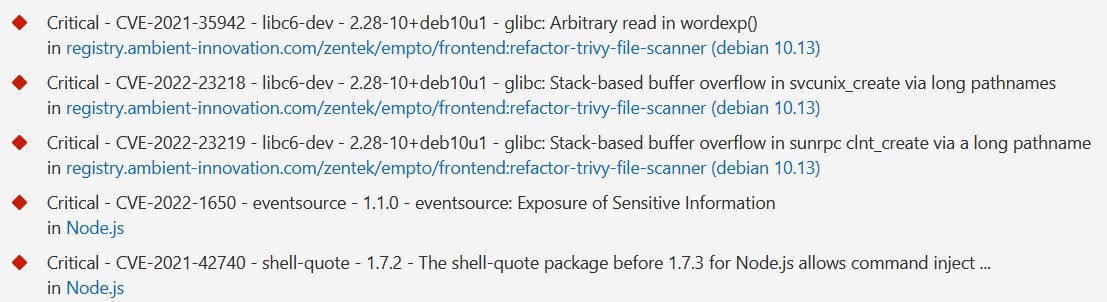 Critical - CVE-2021-35942 - libc6-dev - 2.28-10+deb10u1 - glibc: Arbitrary read in wordexp()
in registry.ambient-innovation.com/zentek/empto/frontend:refactor-trivy-file-scanner (debian 10.13)
Critical - CVE-2022-23218 - libc6-dev - 2.28-10+deb10u1 - glibc: Stack-based buffer overflow in svcunix_create via long pathnames
in registry.ambient-innovation.com/zentek/empto/frontend:refactor-trivy-file-scanner (debian 10.13)
Critical - CVE-2022-23219 - libc6-dev - 2.28-10+deb10u1 - glibc: Stack-based buffer overflow in sunrpc clnt_create via a long pathname
in registry.ambient-innovation.com/zentek/empto/frontend:refactor-trivy-file-scanner (debian 10.13)
Critical - CVE-2022-1650 - eventsource - 1.1.0 - eventsource: Exposure of Sensitive Information
in Node.js
Critical - CVE-2021-42740 - shell-quote - 1.7.2 - The shell-quote package before 1.7.3 for Node.js allows command inject ...
in Node.js